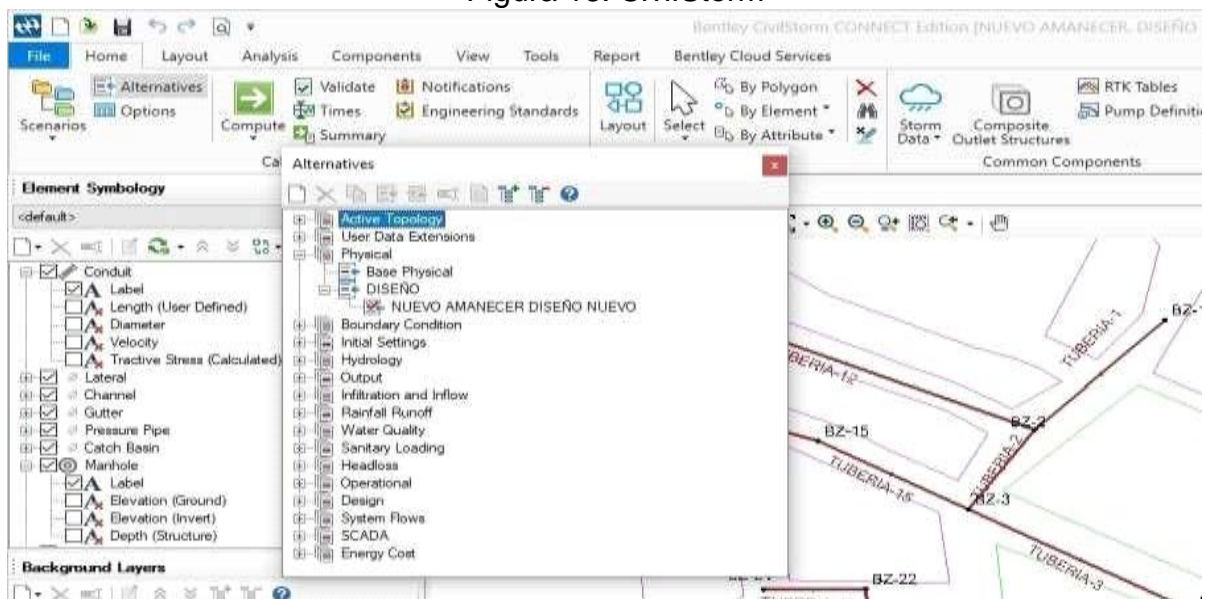 Bentley CivilStorm CONNECT Edition [NUEVO AMANECER. DISEÑO
File Home Layout Analysis Components View Tools Report Bentley Cloud Services
Scenarios
Alternatives
Options
Compute
Validate
Times
Summary
Notifications
Engineering Standards
Layout
Select
By Polygon
By Element
By Attribute
Storm Data
Composite Outlet Structures
RTK Tables
Pump Definiti
Common Components
Element Symbology
<default>
Conduit
Label
Length (User Defined)
Diameter
Velocity
Tractive Stress (Calculated)
Lateral
Channel
Gutter
Pressure Pipe
Catch Basin
Manhole
Label
Elevation (Ground)
Elevation (Invert)
Depth (Structure)
Background Layers
Alternatives
Active Topology
User Data Extensions
Physical
Base Physical
DISEÑO
NUEVO AMANECER DISEÑO NUEVO
Boundary Condition
Initial Settings
Hydrology
Output
Infiltration and Inflow
Rainfall Runoff
Water Quality
Sanitary Loading
Headloss
Operational
Design
System Flows
SCADA
Energy Cost
TUBERIA-1
BERIA-12
BZ-2
BZ-15
TUBERIA-2
TUBERIA-15
BZ-3
TUBERIA-3
BZ-22